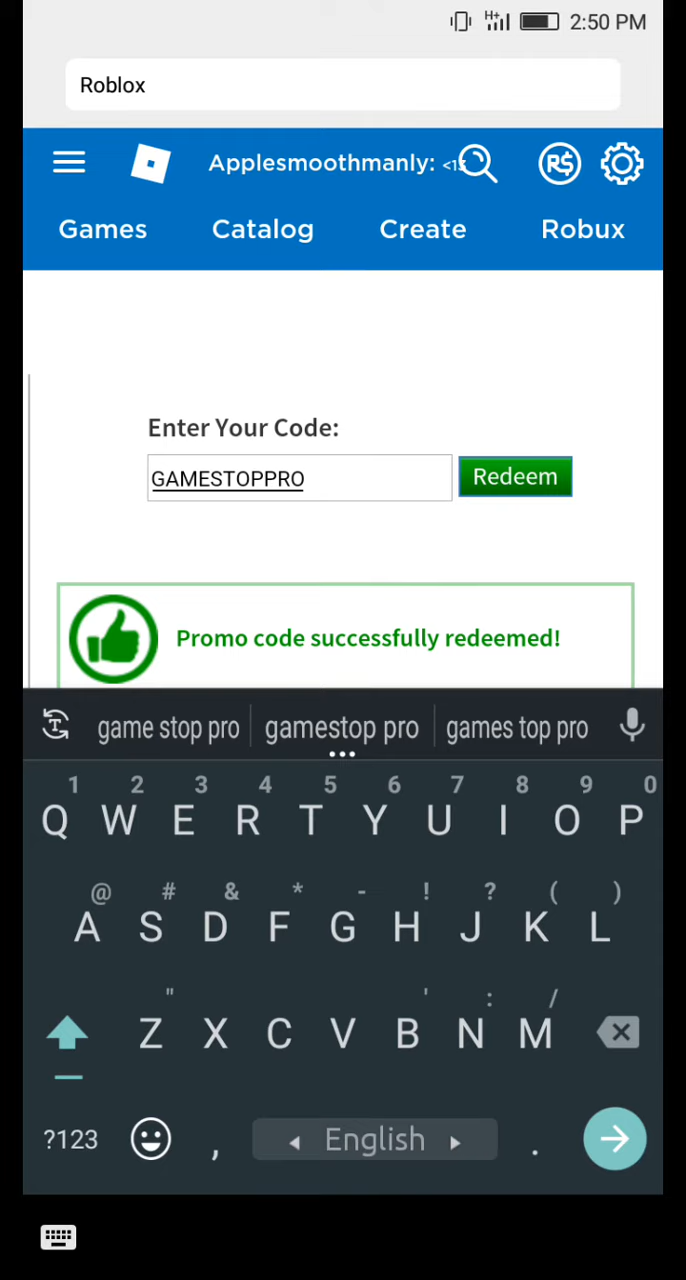 H+ 2:50 PM
Roblox
Applesmoothmanly: <13 R$
Games Catalog Create Robux
Enter Your Code:
GAMESTOPPRO Redeem
Promo code successfully redeemed!
game stop pro gamestop pro games top pro
1 2 3 4 5 6 7 8 9 0
Q W E R T Y U I O P
@ # & * - ! ? ( )
A S D F G H J K L
" ' : /
Z X C V B N M
?123 , English .